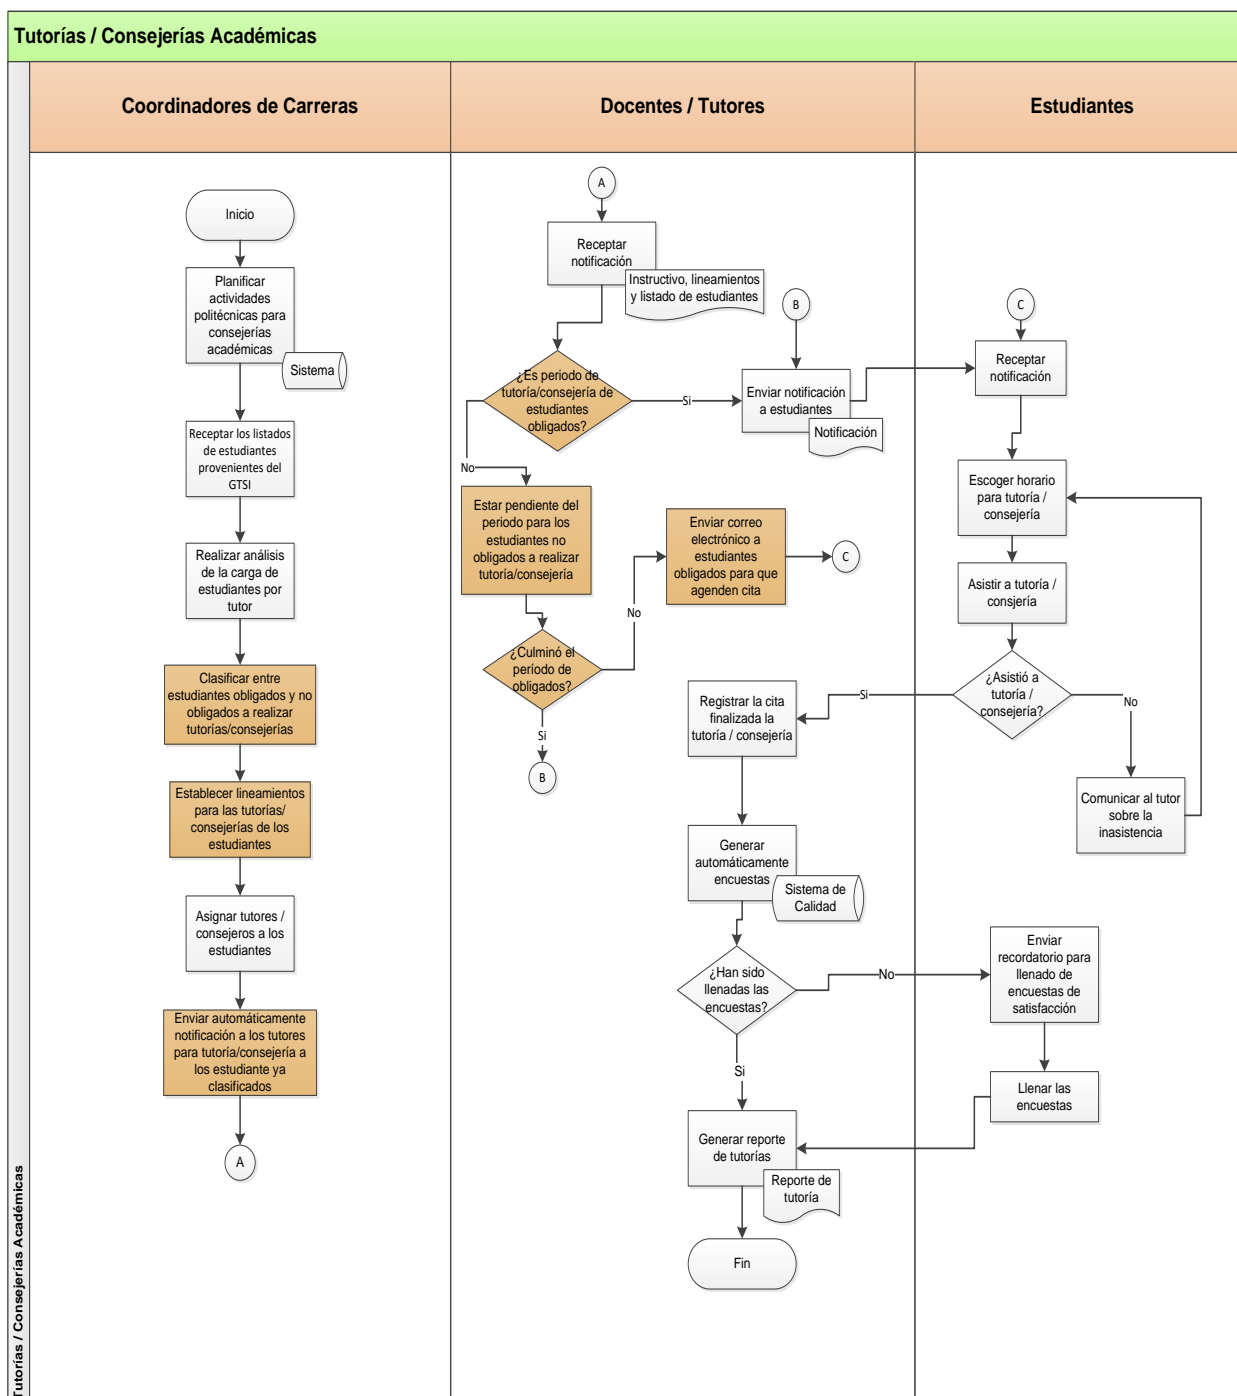 Tutorías / Consejerías Académicas
Coordinadores de Carreras
Docentes / Tutores
Estudiantes
Tutorías / Consejerías Académicas
Inicio
Planificar
actividades
politécnicas para
consejerías
académicas
Sistema
Receptar los listados
de estudiantes
provenientes del
GTSI
Realizar análisis
de la carga de
estudiantes por
tutor
Clasificar entre
estudiantes obligados y no
obligados a realizar
tutorías/consejerías
Establecer lineamientos
para las tutorías/
consejerías de los
estudiantes
Asignar tutores /
consejeros a los
estudiantes
Enviar automáticamente
notificación a los tutores
para tutoría/consejería a
los estudiante ya
clasificados
A
A
Receptar
notificación
Instructivo, lineamientos
y listado de estudiantes
¿Es periodo de
tutoría/consejería de
estudiantes
obligados?
Si
No
B
Enviar notificación
a estudiantes
Notificación
Estar pendiente del
periodo para los
estudiantes no
obligados a realizar
tutoría/consejería
¿Culminó el
período de
obligados?
No
Si
B
Enviar correo
electrónico a
estudiantes
obligados para que
agenden cita
C
Registrar la cita
finalizada la
tutoría / consejería
Generar
automáticamente
encuestas
Sistema de
Calidad
¿Han sido
llenadas las
encuestas?
No
Si
Generar reporte
de tutorías
Reporte de
tutoría
Fin
C
Receptar
notificación
Escoger horario
para tutoría /
consejería
Asistir a tutoría /
consjería
¿Asistió a
tutoría /
consejería?
Si
No
Comunicar al tutor
sobre la
inasistencia
Enviar
recordatorio para
llenado de
encuestas de
satisfacción
Llenar las
encuestas